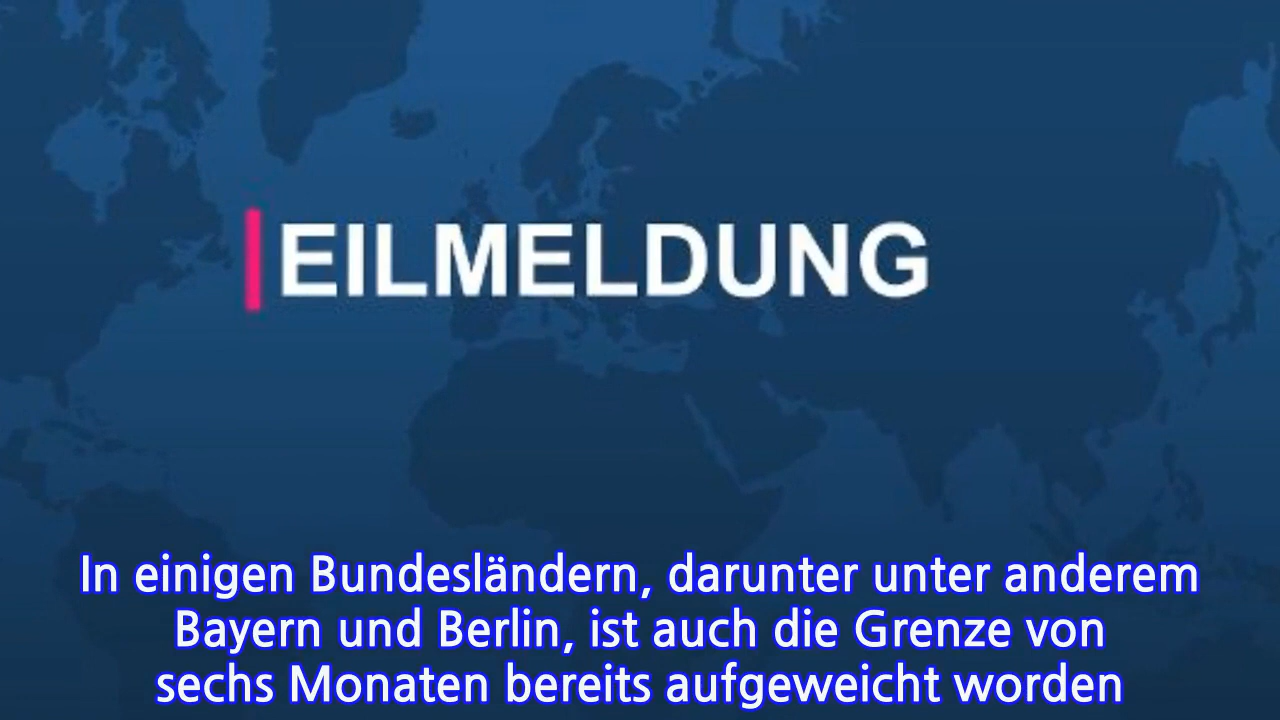 EILMELDUNG
In einigen Bundesländern, darunter unter anderem
Bayern und Berlin, ist auch die Grenze von
sechs Monaten bereits aufgeweicht worden